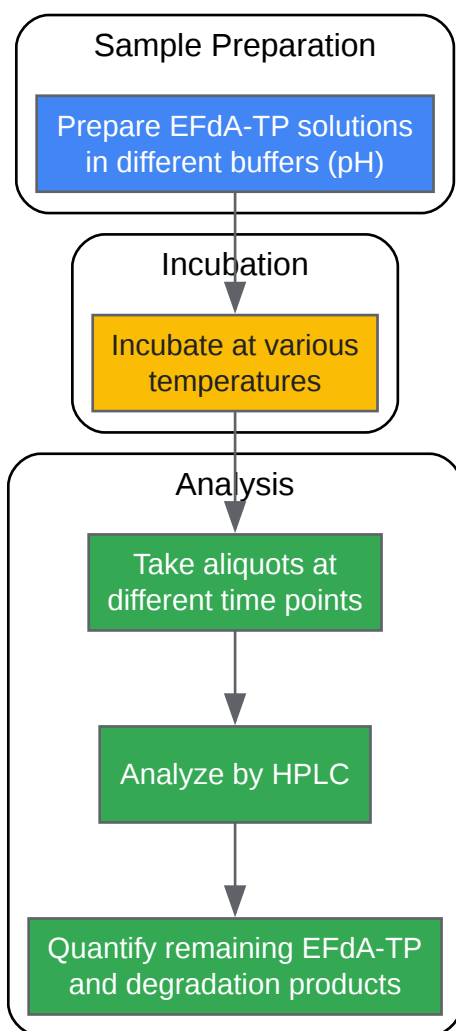 Sample Preparation
Prepare EFdA-TP solutions
in different buffers (pH)
Incubation
Incubate at various
temperatures
Analysis
Take aliquots at
different time points
Analyze by HPLC
Quantify remaining EFdA-TP
and degradation products